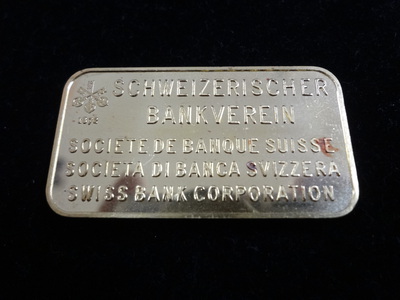 SCHWEIZERISCHER
BANKVEREIN
SOCIETE DE BANQUE SUISSE
SOCIETA DI BANCA SVIZZERA
SWISS BANK CORPORATION